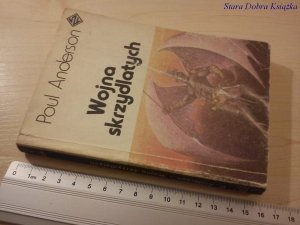 Stara Dobra Książka
Poul Anderson
Wojna
skrzydlatych
0 1cm 2 3 4 5 6 7 8 9 10 11 12 13 14 15 16 17 18